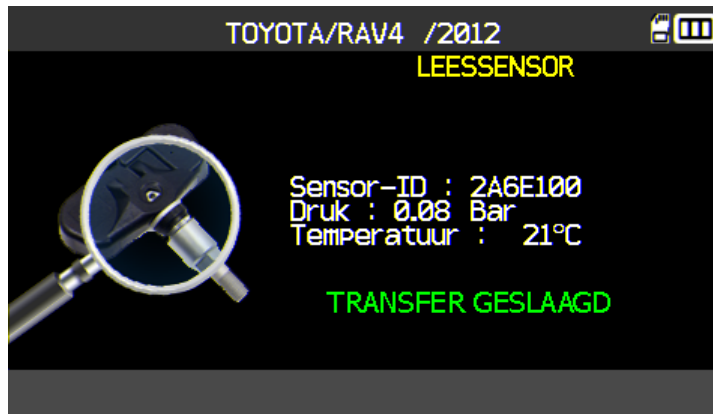 TOYOTA/RAV4 /2012
LEESSENSOR
Sensor-ID : 2A6E100
Druk : 0.08 Bar
Temperatuur : 21°C
TRANSFER GESLAAGD